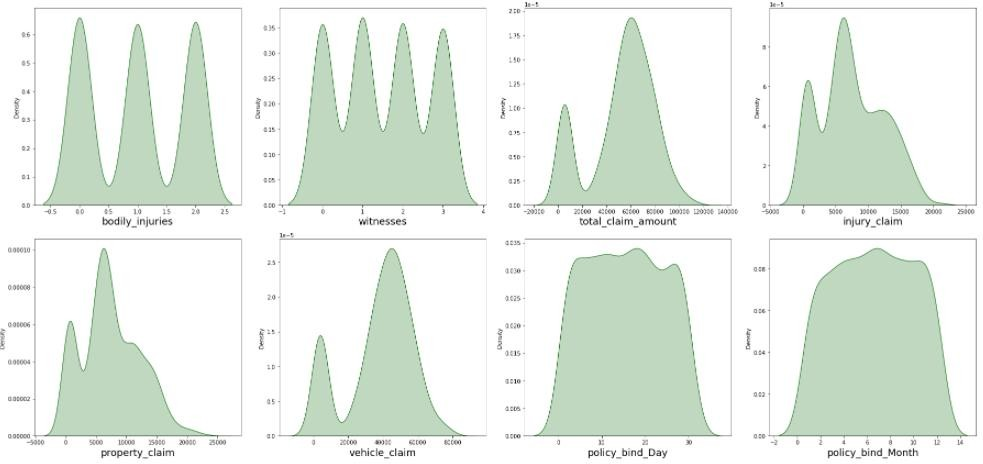 0.6
0.5
0.4
0.3
0.2
0.1
0.0
Density
−0.5 0.0 0.5 1.0 1.5 2.0 2.5
bodily_injuries
0.35
0.30
0.25
0.20
0.15
0.10
0.05
0.00
Density
−1 0 1 2 3 4
witnesses
1e−5
2.00
1.75
1.50
1.25
1.00
0.75
0.50
0.25
0.00
Density
−20000 0 20000 40000 60000 80000 100000 120000 140000
total_claim_amount
1e−5
8
6
4
2
0
Density
−5000 0 5000 10000 15000 20000 25000
injury_claim
0.00010
0.00008
0.00006
0.00004
0.00002
0.00000
Density
−5000 0 5000 10000 15000 20000 25000
property_claim
1e−5
2.5
2.0
1.5
1.0
0.5
0.0
Density
0 20000 40000 60000 80000
vehicle_claim
0.035
0.030
0.025
0.020
0.015
0.010
0.005
0.000
Density
0 10 20 30
policy_bind_Day
0.08
0.06
0.04
0.02
0.00
Density
−2 0 2 4 6 8 10 12 14
policy_bind_Month